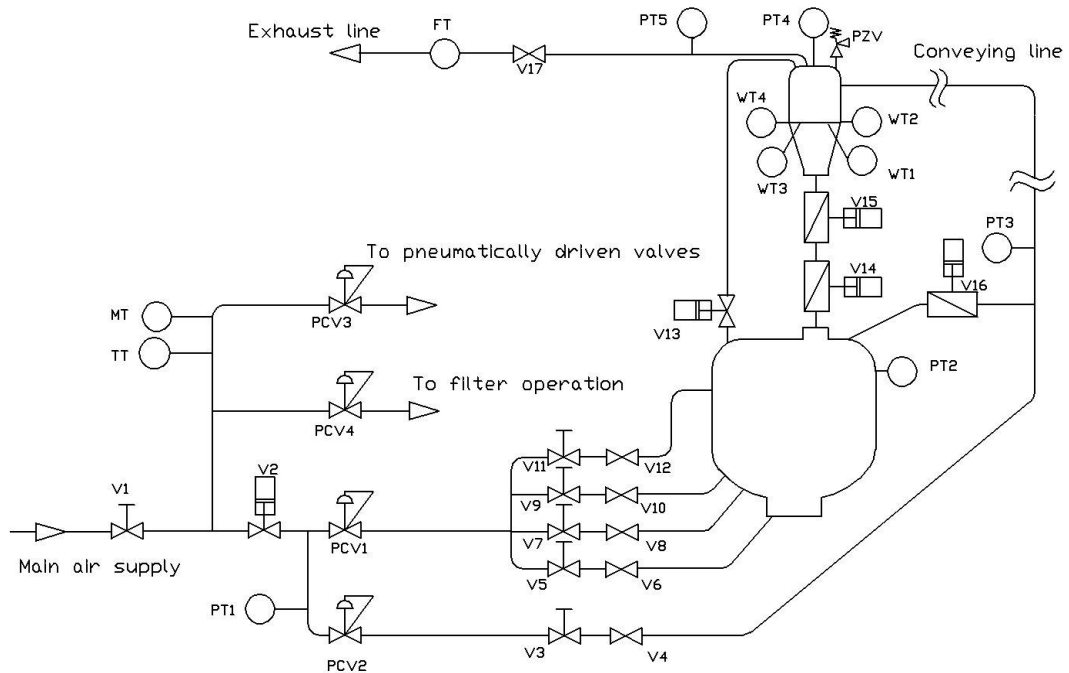 FT
PT5
PT4
PZV
Exhaust line
Conveying line
V17
WT4
WT2
WT3
WT1
V15
PT3
To pneumatically driven valves
V14
V16
MT
PCV3
V13
TT
PT2
To filter operation
PCV4
V11
V12
V2
V1
V9
V10
PCV1
V7
V8
Main air supply
V5
V6
PT1
PCV2
V3
V4